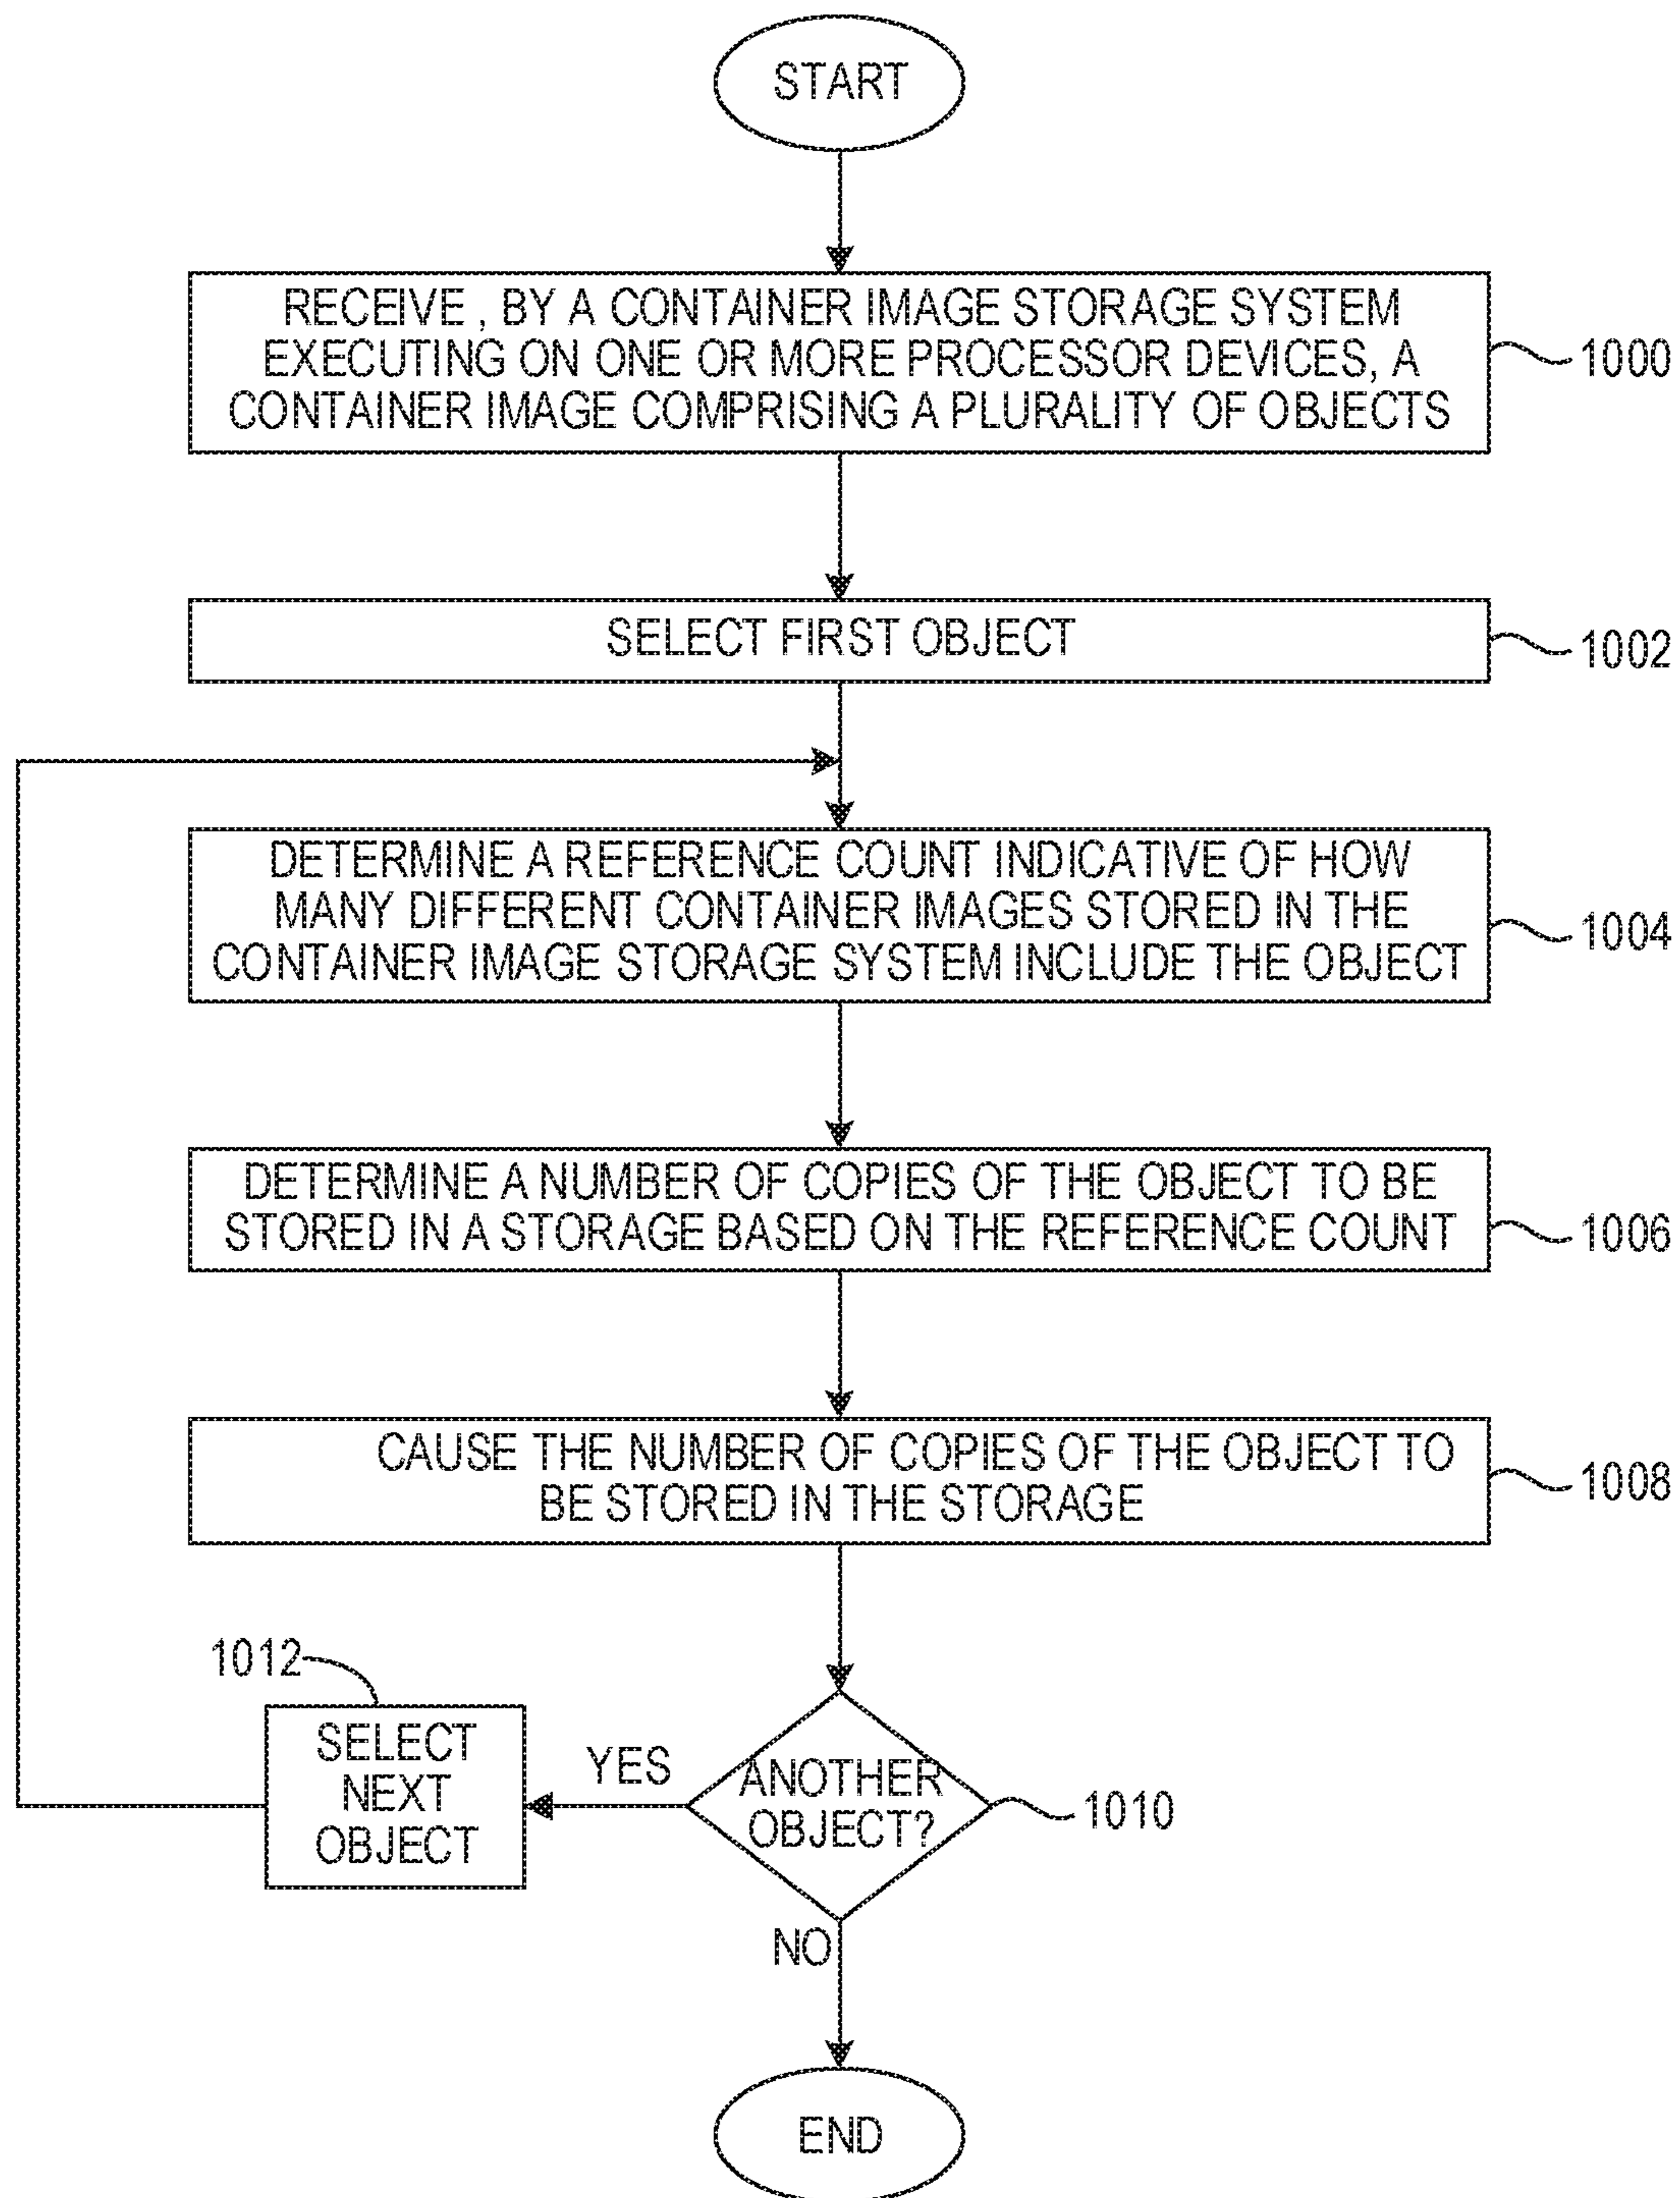 START
RECEIVE , BY A CONTAINER IMAGE STORAGE SYSTEM
EXECUTING ON ONE OR MORE PROCESSOR DEVICES, A
CONTAINER IMAGE COMPRISING A PLURALITY OF OBJECTS
1000
SELECT FIRST OBJECT
1002
DETERMINE A REFERENCE COUNT INDICATIVE OF HOW
MANY DIFFERENT CONTAINER IMAGES STORED IN THE
CONTAINER IMAGE STORAGE SYSTEM INCLUDE THE OBJECT
1004
DETERMINE A NUMBER OF COPIES OF THE OBJECT TO BE
STORED IN A STORAGE BASED ON THE REFERENCE COUNT
1006
CAUSE THE NUMBER OF COPIES OF THE OBJECT TO
BE STORED IN THE STORAGE
1008
ANOTHER
OBJECT?
1010
YES
1012
SELECT
NEXT
OBJECT
NO
END